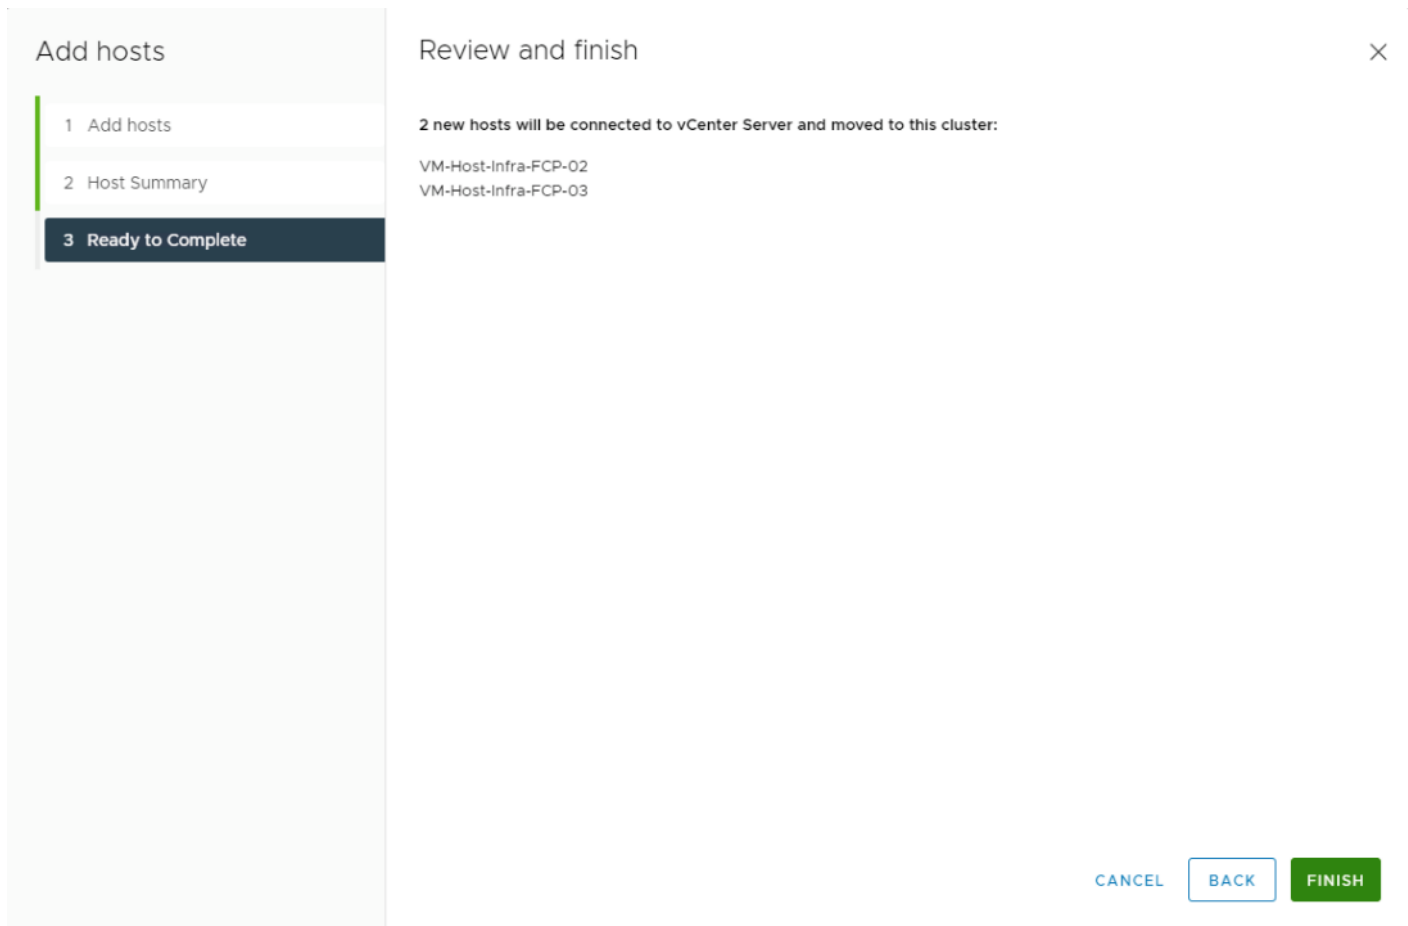 Add hosts
1 Add hosts
2 Host Summary
3 Ready to Complete
Review and finish
2 new hosts will be connected to vCenter Server and moved to this cluster:
VM-Host-Infra-FCP-02
VM-Host-Infra-FCP-03
CANCEL
BACK
FINISH